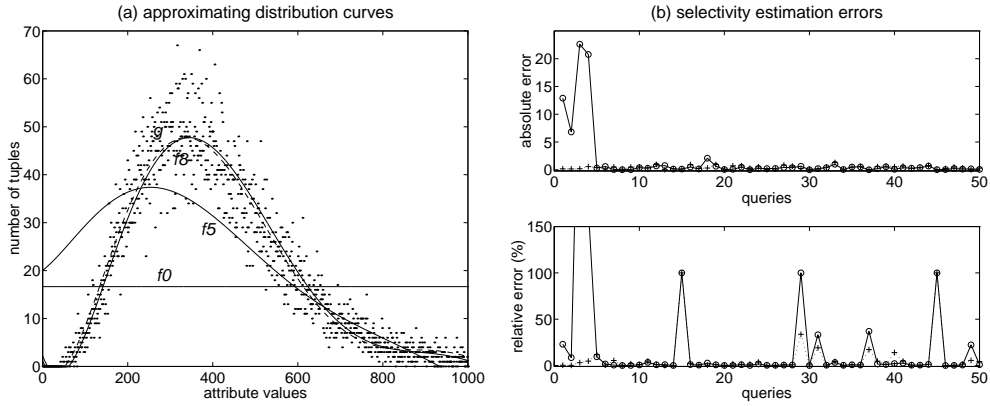 (a) approximating distribution curves
70
60
50
40
30
20
10
0
number of tuples
g
f8
f5
f0
0 200 400 600 800 1000
attribute values
(b) selectivity estimation errors
25
20
15
10
5
0
absolute error
0 10 20 30 40 50
queries
150
100
50
0
relative error (%)
0 10 20 30 40 50
queries